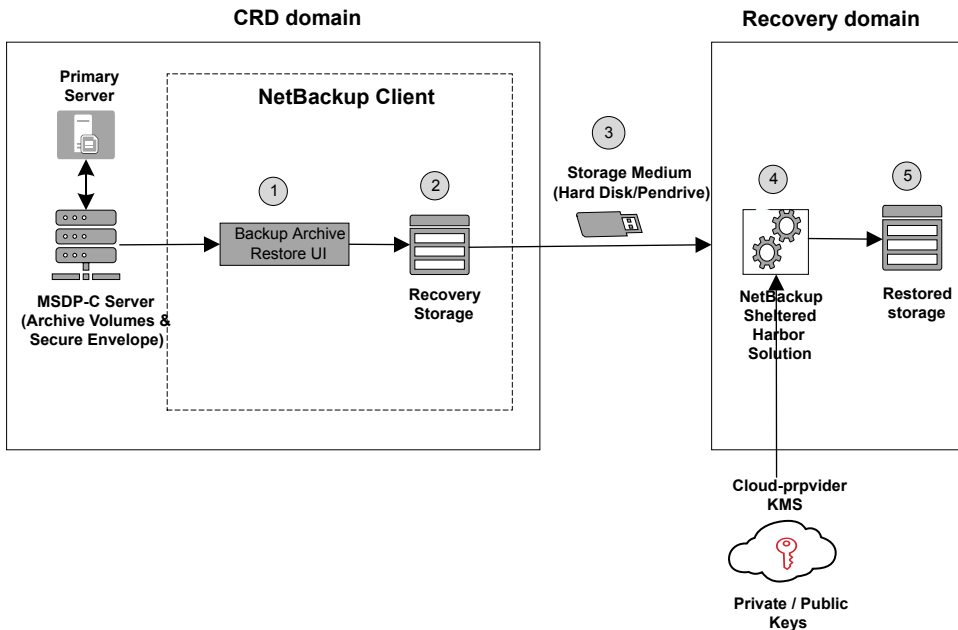 CRD domain
Recovery domain
Primary
Server
NetBackup Client
3
Storage Medium
(Hard Disk/Pendrive)
1
2
4
5
Backup Archive
Restore UI
MSDP-C Server
(Archive Volumes &
Secure Envelope)
Recovery
Storage
NetBackup
Sheltered
Harbor
Solution
Restored
storage
Cloud-prpvider
KMS
Private / Public
Keys